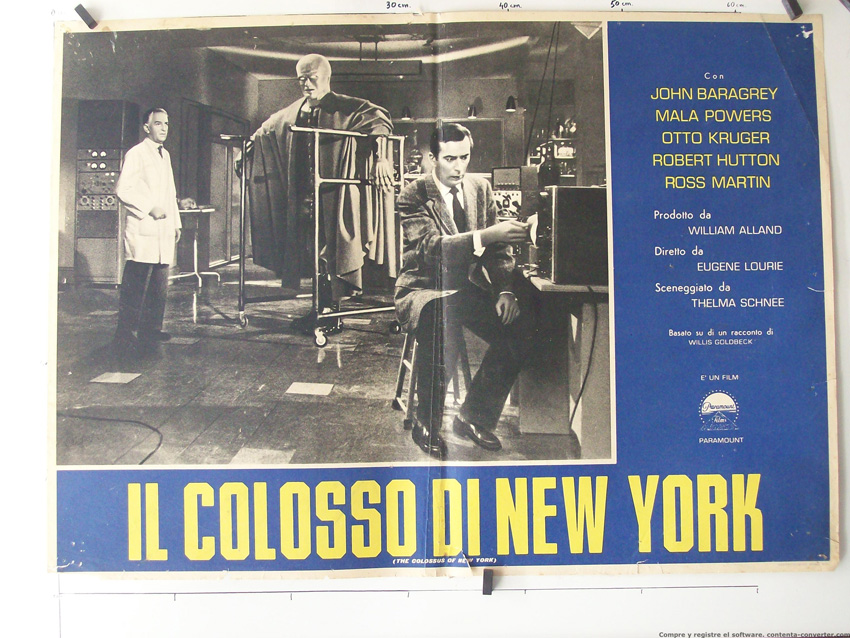 30 cm.
40 cm.
50 cm.
60 cm.
Con
JOHN BARAGREY
MALA POWERS
OTTO KRUGER
ROBERT HUTTON
ROSS MARTIN
Prodotto da
WILLIAM ALLAND
Diretto da
EUGENE LOURIE
Sceneggiato da
THELMA SCHNEE
Basato su di un racconto di
WILLIS GOLDBECK
E' UN FILM
Paramount
Films
PARAMOUNT
IL COLOSSO DI NEW YORK
(THE COLOSSUS OF NEW YORK)
Compre y registre el software. contenta-converter.com